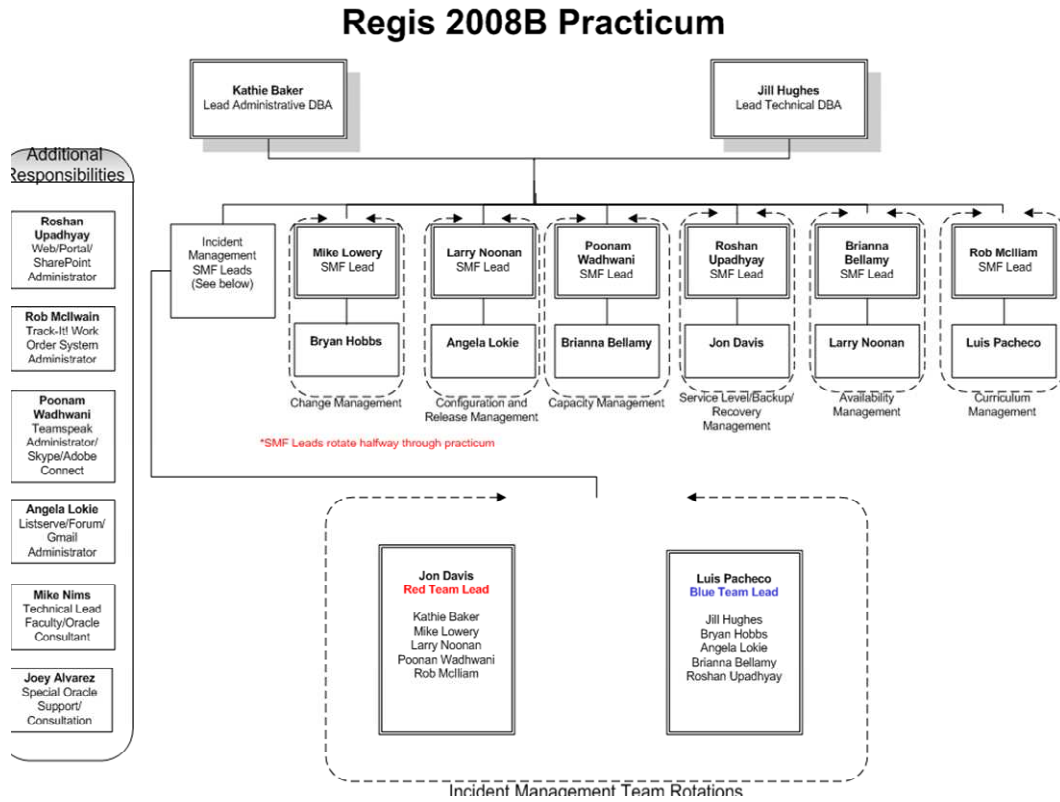 Regis 2008B Practicum
Kathie Baker
Lead Administrative DBA
Jill Hughes
Lead Technical DBA
Additional
Responsibilities
Roshan
Upadhyay
Web/Portal/
SharePoint
Administrator
Rob McIlwain
Track-It! Work
Order System
Administrator
Poonam
Wadhwani
Teamspeak
Administrator/
Skype/Adobe
Connect
Angela Lokie
Listserve/Forum/
Gmail
Administrator
Mike Nims
Technical Lead
Faculty/Oracle
Consultant
Joey Alvarez
Special Oracle
Support/
Consultation
Incident
Management
SMF Leads
(See below)
Mike Lowery
SMF Lead
Bryan Hobbs
Change Management
Larry Noonan
SMF Lead
Angela Lokie
Configuration and
Release Management
Poonam
Wadhwani
SMF Lead
Brianna Bellamy
Capacity Management
Roshan
Upadhyay
SMF Lead
Jon Davis
Service Level/Backup/
Recovery
Management
Brianna
Bellamy
SMF Lead
Larry Noonan
Availability
Management
Rob McIliam
SMF Lead
Luis Pacheco
Curriculum
Management
*SMF Leads rotate halfway through practicum
Jon Davis
Red Team Lead
Kathie Baker
Mike Lowery
Larry Noonan
Poonan Wadhwani
Rob McIliam
Luis Pacheco
Blue Team Lead
Jill Hughes
Bryan Hobbs
Angela Lokie
Brianna Bellamy
Roshan Upadhyay
Incident Management Team Rotations